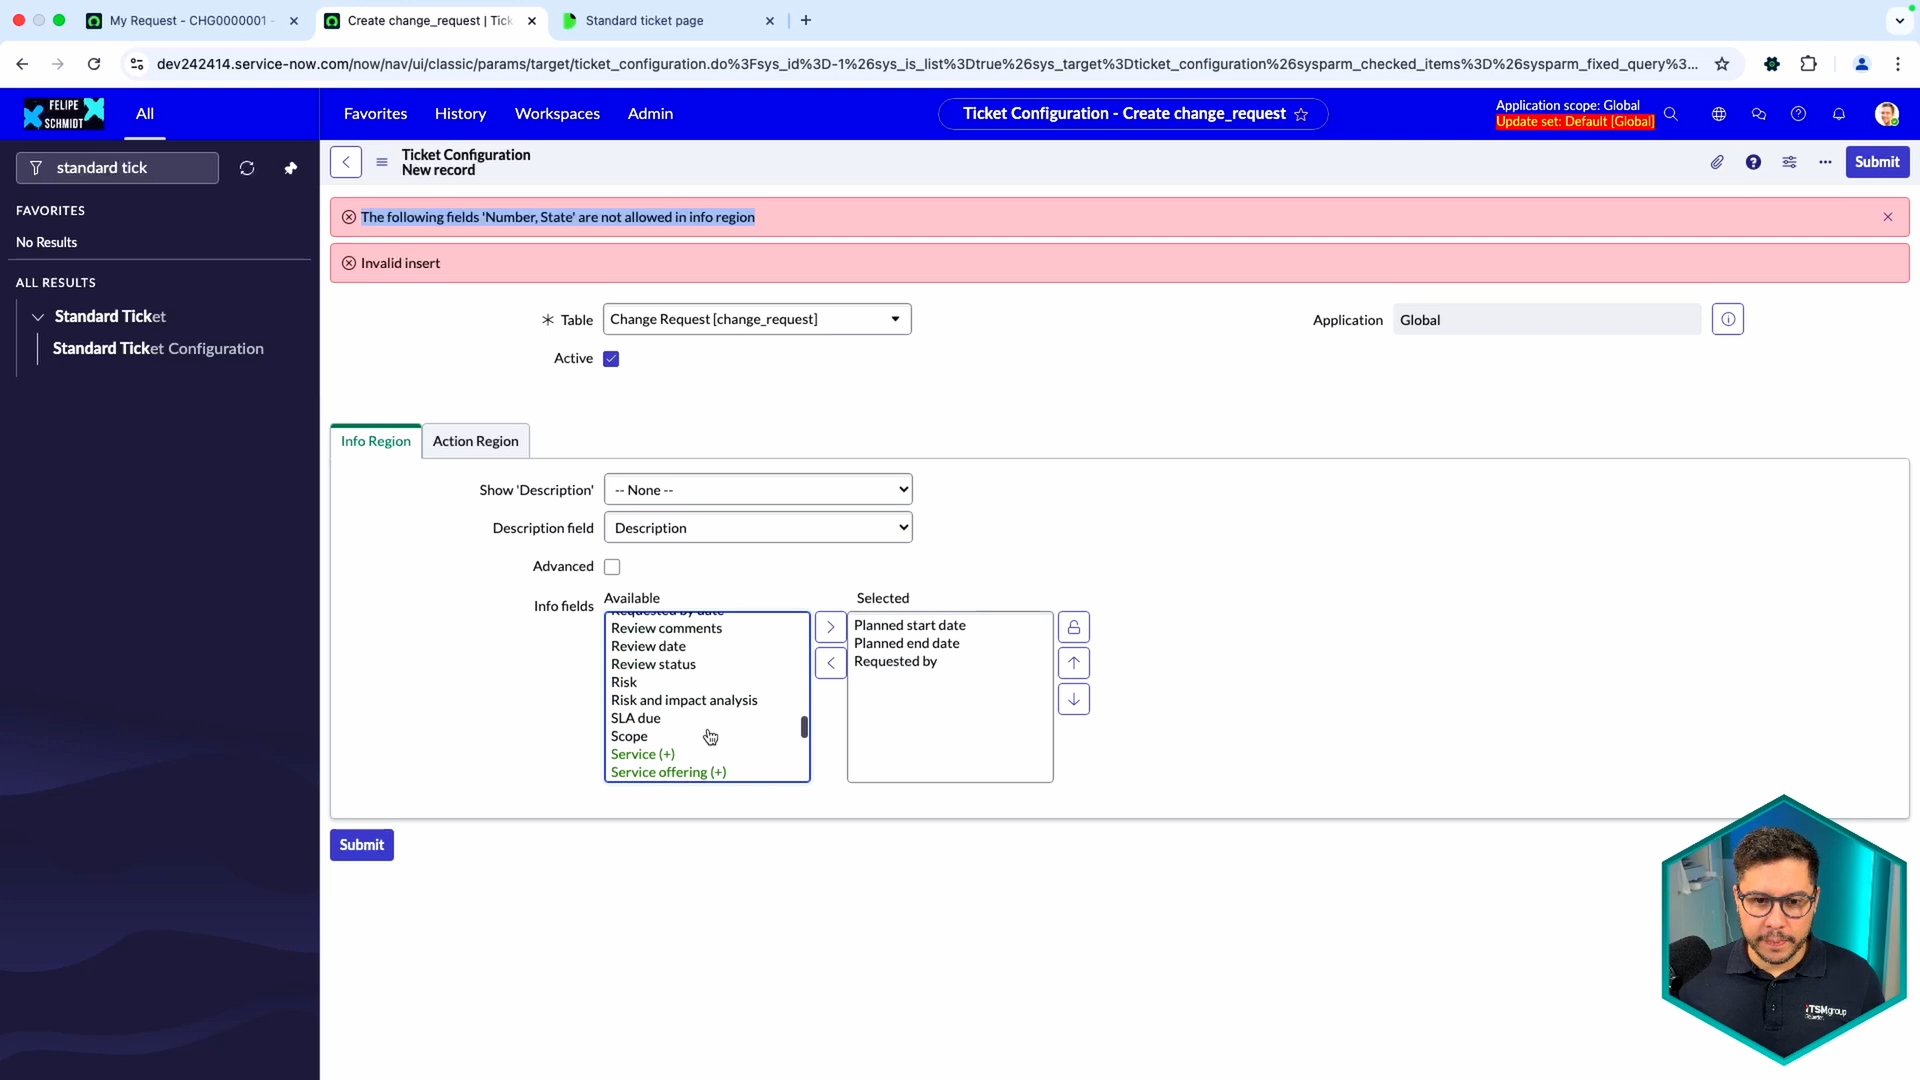 My Request - CHG0000001 -
Create change_request | Tick
Standard ticket page
dev242414.service-now.com/now/nav/ui/classic/params/target/ticket_configuration.do%3Fsys_id%3D-1%26sys_is_list%3Dtrue%26sys_target%3Dticket_configuration%26sysparm_checked_items%3D%26sysparm_fixed_query%3...
FELIPE
SCHMIDT
All
Favorites
History
Workspaces
Admin
Ticket Configuration - Create change_request
Application scope: Global
Update set: Default [Global]
standard tick
Ticket Configuration
New record
Submit
FAVORITES
No Results
ALL RESULTS
Standard Ticket
Standard Ticket Configuration
The following fields 'Number, State' are not allowed in info region
Invalid insert
Table
Change Request [change_request]
Application
Global
Active
Info Region
Action Region
Show 'Description'
-- None --
Description field
Description
Advanced
Info fields
Available
Selected
Requested by date
Review comments
Review date
Review status
Risk
Risk and impact analysis
SLA due
Scope
Service (+)
Service offering (+)
Planned start date
Planned end date
Requested by
Submit
iTSMgroup